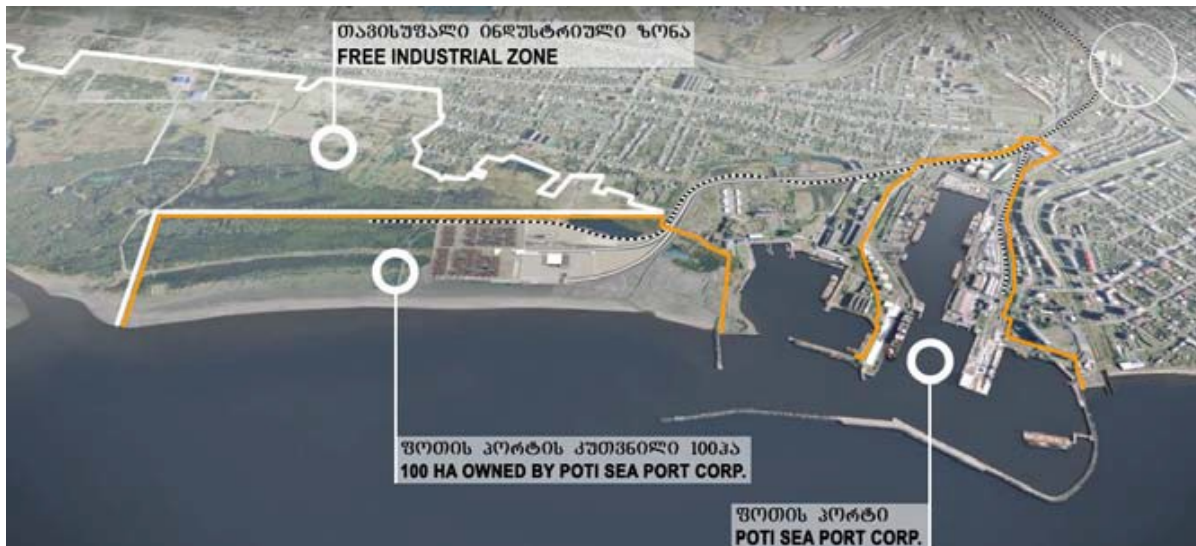 თავისუფალი ინდუსტრიული ზონა
FREE INDUSTRIAL ZONE
ფოთის პორტის კუთვნილი 100ჰა
100 HA OWNED BY POTI SEA PORT CORP.
ფოთის პორტი
POTI SEA PORT CORP.